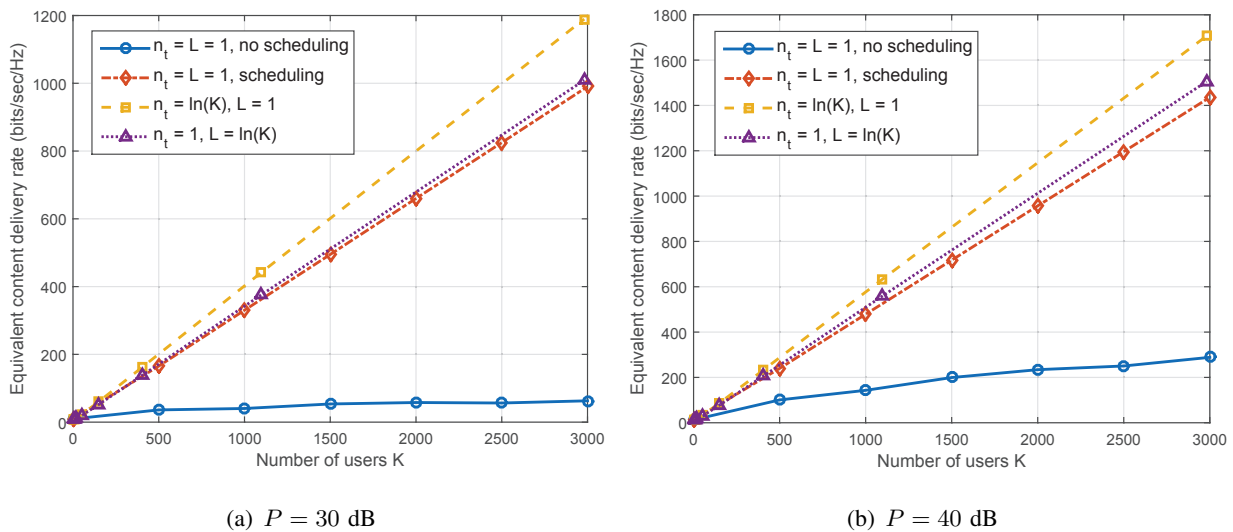 1200
1000
800
600
400
200
0
Equivalent content delivery rate (bits/sec/Hz)
n_t = L = 1, no scheduling
n_t = L = 1, scheduling
n_t = ln(K), L = 1
n_t = 1, L = ln(K)
0 500 1000 1500 2000 2500 3000
Number of users K
(a) P = 30 dB
1800
1600
1400
1200
1000
800
600
400
200
0
Equivalent content delivery rate (bits/sec/Hz)
n_t = L = 1, no scheduling
n_t = L = 1, scheduling
n_t = ln(K), L = 1
n_t = 1, L = ln(K)
0 500 1000 1500 2000 2500 3000
Number of users K
(b) P = 40 dB